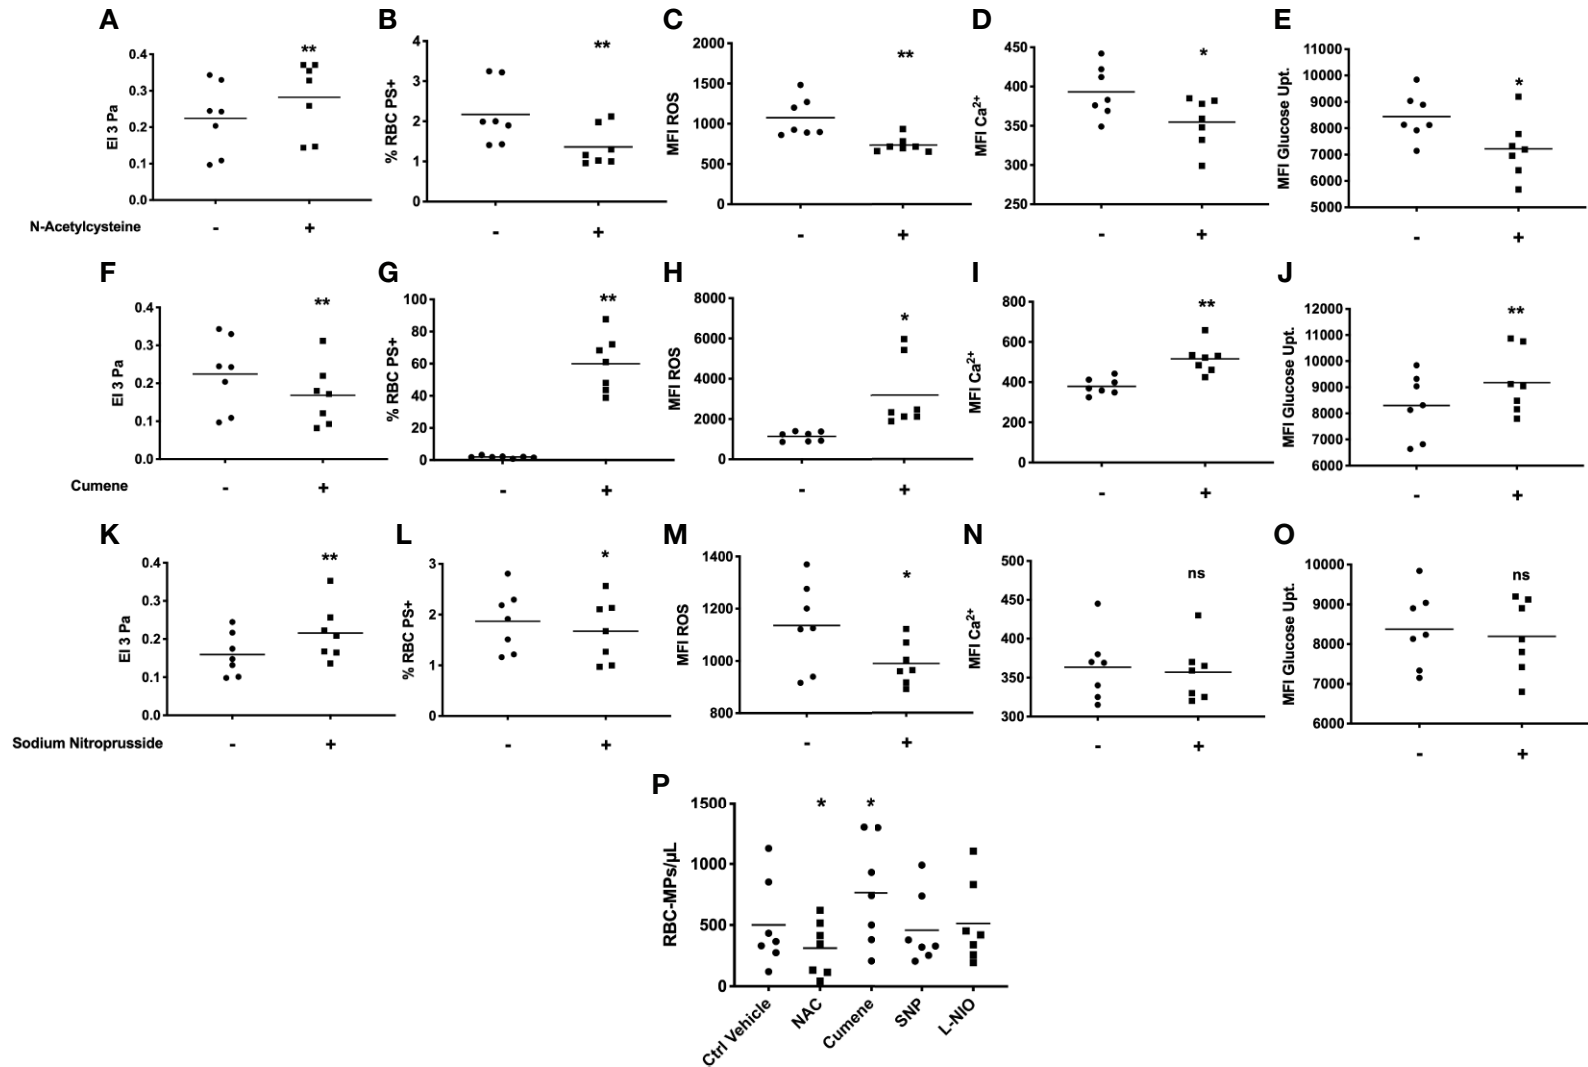 A B C D E
** ** ** * *
EI 3 Pa
0.4
0.3
0.2
0.1
0.0
% RBC PS+
4
3
2
1
0
MFI ROS
2000
1500
1000
500
0
MFI Ca2+
450
400
350
300
250
MFI Glucose Upt.
11000
10000
9000
8000
7000
6000
5000
N-Acetylcysteine - + - + - + - + - +
F G H I J
** ** * ** **
EI 3 Pa
0.4
0.3
0.2
0.1
0.0
% RBC PS+
100
80
60
40
20
0
MFI ROS
8000
6000
4000
2000
0
MFI Ca2+
800
600
400
200
0
MFI Glucose Upt.
12000
11000
10000
9000
8000
7000
6000
Cumene - + - + - + - + - +
K L M N O
** * * ns ns
EI 3 Pa
0.4
0.3
0.2
0.1
0.0
% RBC PS+
3
2
1
0
MFI ROS
1400
1200
1000
800
MFI Ca2+
500
450
400
350
300
MFI Glucose Upt.
10000
9000
8000
7000
6000
Sodium Nitroprusside - + - + - + - + - +
P
* *
RBC-MPs/µL
1500
1000
500
0
Ctrl Vehicle
NAC
Cumene
SNP
L-NIO